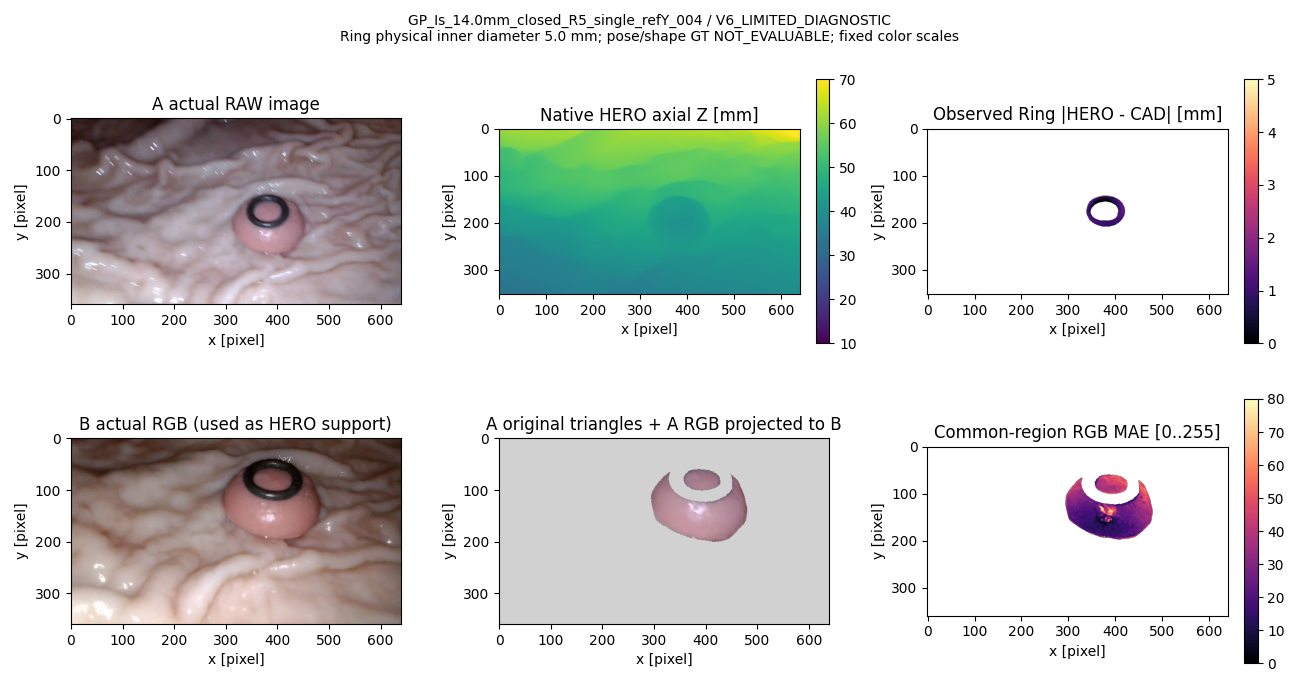 GP_Is_14.0mm_closed_R5_single_refY_004 / V6_LIMITED_DIAGNOSTIC
Ring physical inner diameter 5.0 mm; pose/shape GT NOT_EVALUABLE; fixed color scales
A actual RAW image
0
100
200
300
y [pixel]
0 100 200 300 400 500 600
x [pixel]
Native HERO axial Z [mm]
0
100
200
300
y [pixel]
0 100 200 300 400 500 600
x [pixel]
70
60
50
40
30
20
10
Observed Ring |HERO - CAD| [mm]
0
100
200
300
y [pixel]
0 100 200 300 400 500 600
x [pixel]
5
4
3
2
1
0
B actual RGB (used as HERO support)
0
100
200
300
y [pixel]
0 100 200 300 400 500 600
x [pixel]
A original triangles + A RGB projected to B
0
100
200
300
y [pixel]
0 100 200 300 400 500 600
x [pixel]
Common-region RGB MAE [0..255]
0
100
200
300
y [pixel]
0 100 200 300 400 500 600
x [pixel]
80
70
60
50
40
30
20
10
0